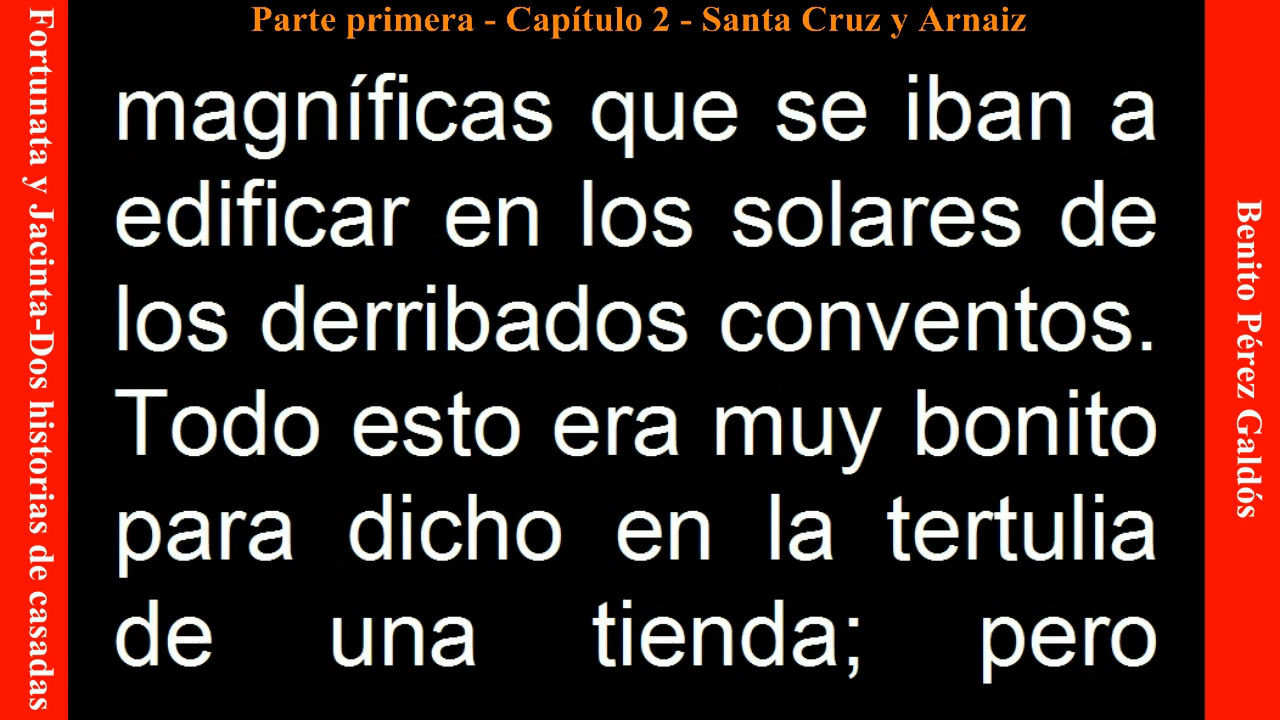 Parte primera - Capítulo 2 - Santa Cruz y Arnaiz
Fortunata y Jacinta-Dos historias de casadas
magníficas que se iban a
edificar en los solares de
los derribados conventos.
Todo esto era muy bonito
para dicho en la tertulia
de una tienda; pero
Benito Pérez Galdós